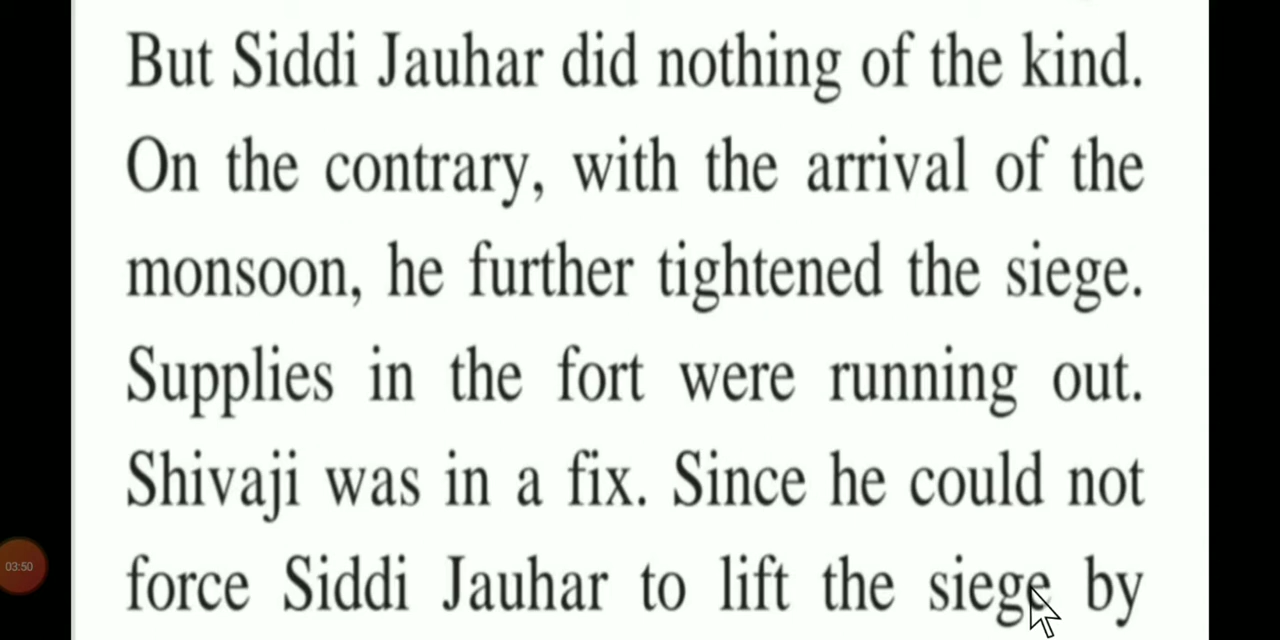 But Siddi Jauhar did nothing of the kind.
On the contrary, with the arrival of the
monsoon, he further tightened the siege.
Supplies in the fort were running out.
Shivaji was in a fix. Since he could not
force Siddi Jauhar to lift the siege by
03:50